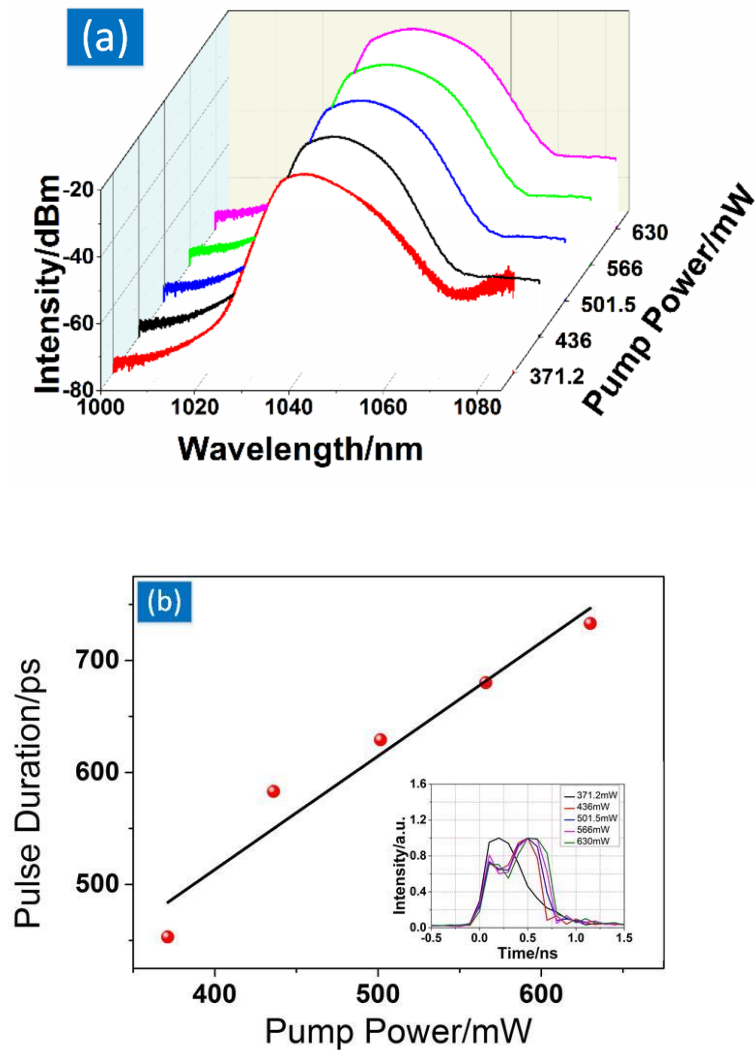 (a)
-20
-40
-60
-80
Intensity/dBm
1000
1020
1040
1060
1080
Wavelength/nm
371.2
436
501.5
566
630
Pump Power/mW
(b)
700
600
500
Pulse Duration/ps
400
500
600
Pump Power/mW
1.6
1.2
0.8
0.4
0.0
Intensity/a.u.
371.2mW
436mW
501.5mW
566mW
630mW
-0.5
0.0
0.5
1.0
1.5
Time/ns